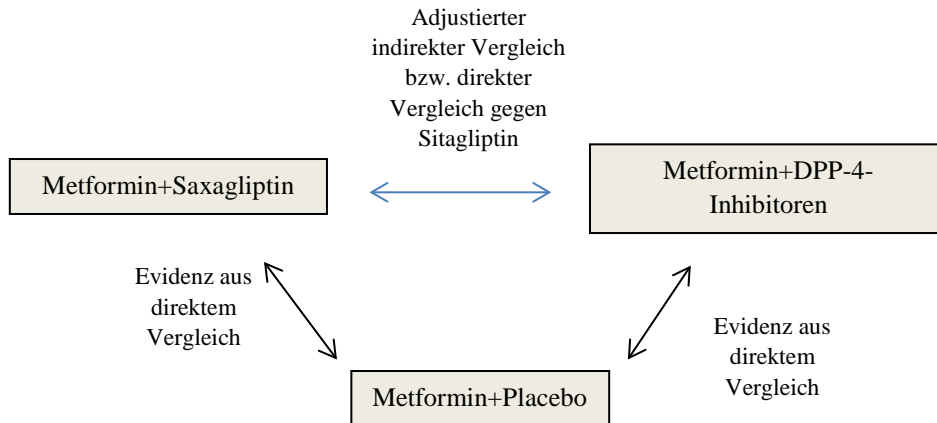 Adjustierter
indirekter Vergleich
bzw. direkter
Vergleich gegen
Sitagliptin
Metformin+Saxagliptin
Metformin+DPP-4-
Inhibitoren
Evidenz aus
direktem
Vergleich
Evidenz aus
direktem
Vergleich
Metformin+Placebo